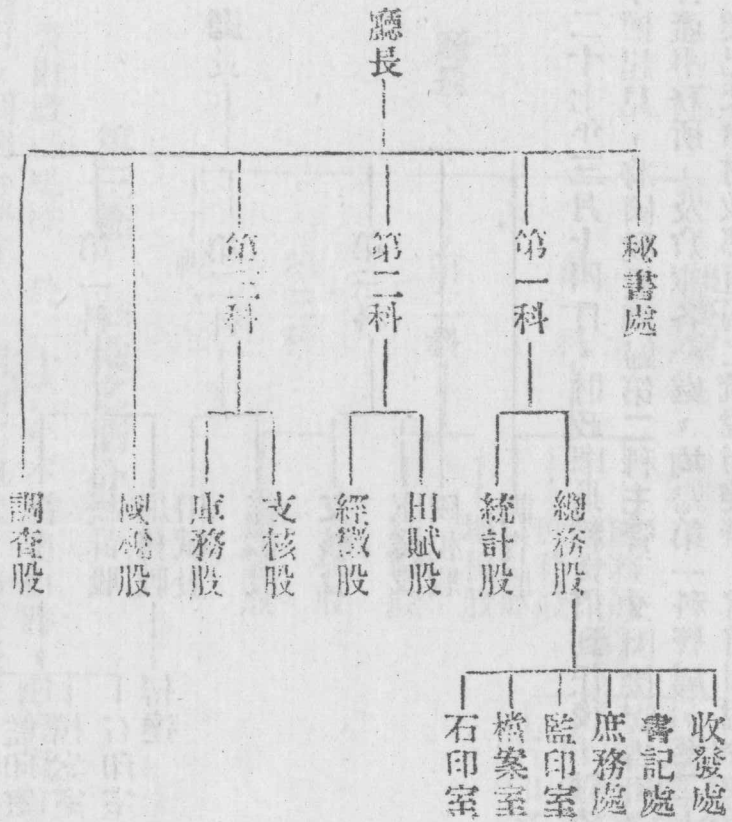 廳長
秘書處
第一科
第二科
第三科
總務股
統計股
田賦股
經徵股
支核股
庫務股
國稅股
調查股
收發處
書記處
庶務處
監印室
檔案室
石印室